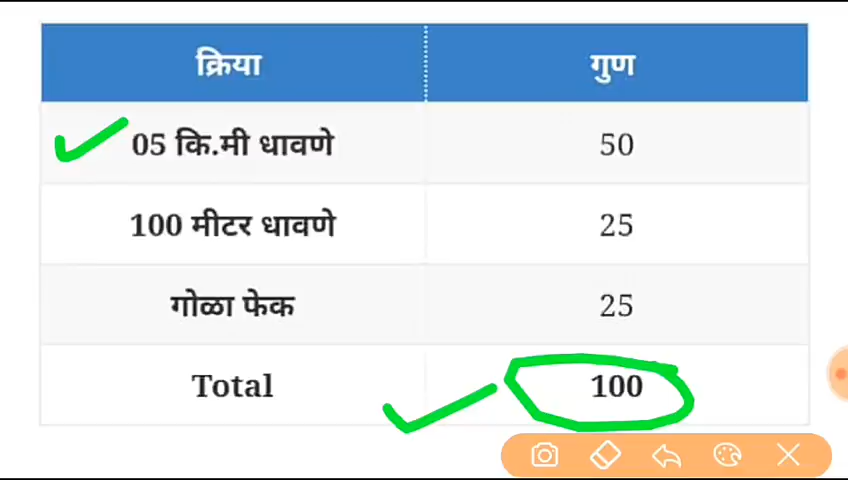 क्रिया गुण
05 कि.मी धावणे 50
100 मीटर धावणे 25
गोळा फेक 25
Total 100